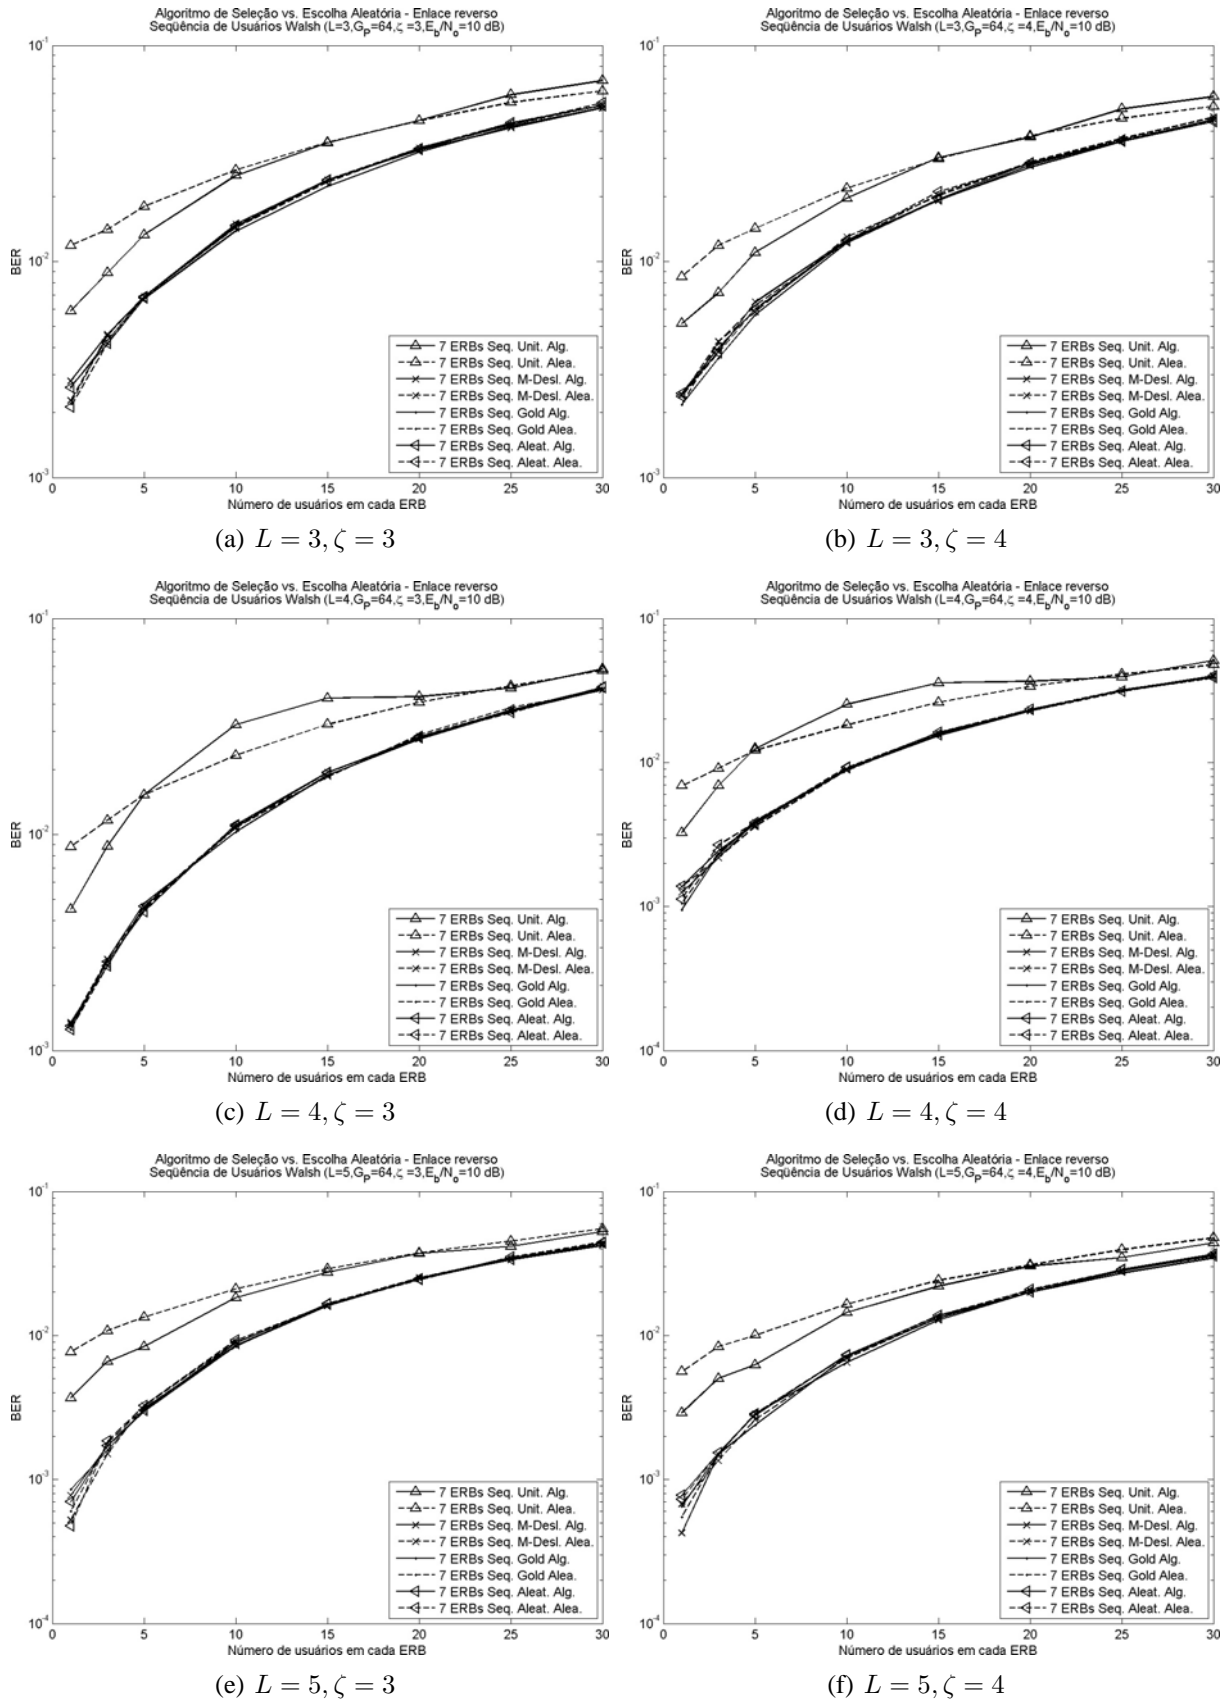 Algoritmo de Seleção vs. Escolha Aleatória - Enlace reverso
Seqüência de Usuários Walsh (L=3,G_P=64,ζ =3,E_b/N_o=10 dB)
10^-1
10^-2
10^-3
BER
0 5 10 15 20 25 30
Número de usuários em cada ERB
7 ERBs Seq. Unit. Alg.
7 ERBs Seq. Unit. Alea.
7 ERBs Seq. M-Desl. Alg.
7 ERBs Seq. M-Desl. Alea.
7 ERBs Seq. Gold Alg.
7 ERBs Seq. Gold Alea.
7 ERBs Seq. Aleat. Alg.
7 ERBs Seq. Aleat. Alea.
(a) L = 3, ζ = 3
Algoritmo de Seleção vs. Escolha Aleatória - Enlace reverso
Seqüência de Usuários Walsh (L=3,G_P=64,ζ =4,E_b/N_o=10 dB)
10^-1
10^-2
10^-3
BER
0 5 10 15 20 25 30
Número de usuários em cada ERB
7 ERBs Seq. Unit. Alg.
7 ERBs Seq. Unit. Alea.
7 ERBs Seq. M-Desl. Alg.
7 ERBs Seq. M-Desl. Alea.
7 ERBs Seq. Gold Alg.
7 ERBs Seq. Gold Alea.
7 ERBs Seq. Aleat. Alg.
7 ERBs Seq. Aleat. Alea.
(b) L = 3, ζ = 4
Algoritmo de Seleção vs. Escolha Aleatória - Enlace reverso
Seqüência de Usuários Walsh (L=4,G_P=64,ζ =3,E_b/N_o=10 dB)
10^-1
10^-2
10^-3
BER
0 5 10 15 20 25 30
Número de usuários em cada ERB
7 ERBs Seq. Unit. Alg.
7 ERBs Seq. Unit. Alea.
7 ERBs Seq. M-Desl. Alg.
7 ERBs Seq. M-Desl. Alea.
7 ERBs Seq. Gold Alg.
7 ERBs Seq. Gold Alea.
7 ERBs Seq. Aleat. Alg.
7 ERBs Seq. Aleat. Alea.
(c) L = 4, ζ = 3
Algoritmo de Seleção vs. Escolha Aleatória - Enlace reverso
Seqüência de Usuários Walsh (L=4,G_P=64,ζ =4,E_b/N_o=10 dB)
10^-1
10^-2
10^-3
10^-4
BER
0 5 10 15 20 25 30
Número de usuários em cada ERB
7 ERBs Seq. Unit. Alg.
7 ERBs Seq. Unit. Alea.
7 ERBs Seq. M-Desl. Alg.
7 ERBs Seq. M-Desl. Alea.
7 ERBs Seq. Gold Alg.
7 ERBs Seq. Gold Alea.
7 ERBs Seq. Aleat. Alg.
7 ERBs Seq. Aleat. Alea.
(d) L = 4, ζ = 4
Algoritmo de Seleção vs. Escolha Aleatória - Enlace reverso
Seqüência de Usuários Walsh (L=5,G_P=64,ζ =3,E_b/N_o=10 dB)
10^-1
10^-2
10^-3
10^-4
BER
0 5 10 15 20 25 30
Número de usuários em cada ERB
7 ERBs Seq. Unit. Alg.
7 ERBs Seq. Unit. Alea.
7 ERBs Seq. M-Desl. Alg.
7 ERBs Seq. M-Desl. Alea.
7 ERBs Seq. Gold Alg.
7 ERBs Seq. Gold Alea.
7 ERBs Seq. Aleat. Alg.
7 ERBs Seq. Aleat. Alea.
(e) L = 5, ζ = 3
Algoritmo de Seleção vs. Escolha Aleatória - Enlace reverso
Seqüência de Usuários Walsh (L=5,G_P=64,ζ =4,E_b/N_o=10 dB)
10^-1
10^-2
10^-3
10^-4
BER
0 5 10 15 20 25 30
Número de usuários em cada ERB
7 ERBs Seq. Unit. Alg.
7 ERBs Seq. Unit. Alea.
7 ERBs Seq. M-Desl. Alg.
7 ERBs Seq. M-Desl. Alea.
7 ERBs Seq. Gold Alg.
7 ERBs Seq. Gold Alea.
7 ERBs Seq. Aleat. Alg.
7 ERBs Seq. Aleat. Alea.
(f) L = 5, ζ = 4